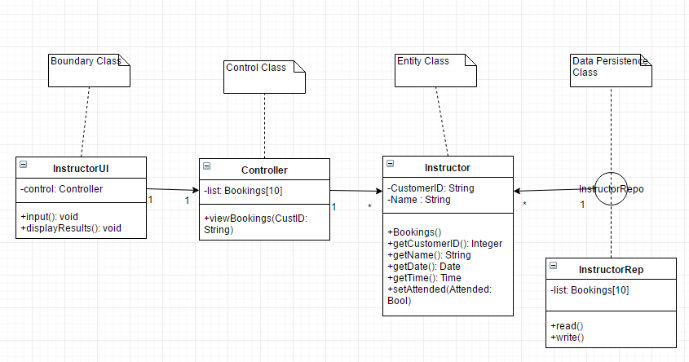 Boundary Class
Control Class
Entity Class
Data Persistence
Class
InstructorUI
-control: Controller
+input(): void
+displayResults(): void
1
1
Controller
-list: Bookings[10]
+viewBookings(CustID:
String)
1
*
Instructor
-CustomerID: String
-Name : String
+Bookings()
+getCustomerID(): Integer
+getName(): String
+getDate(): Date
+getTime(): Time
+setAttended(Attended:
Bool)
*
1
InstructorRepo
InstructorRep
-list: Bookings[10]
+read()
+write()